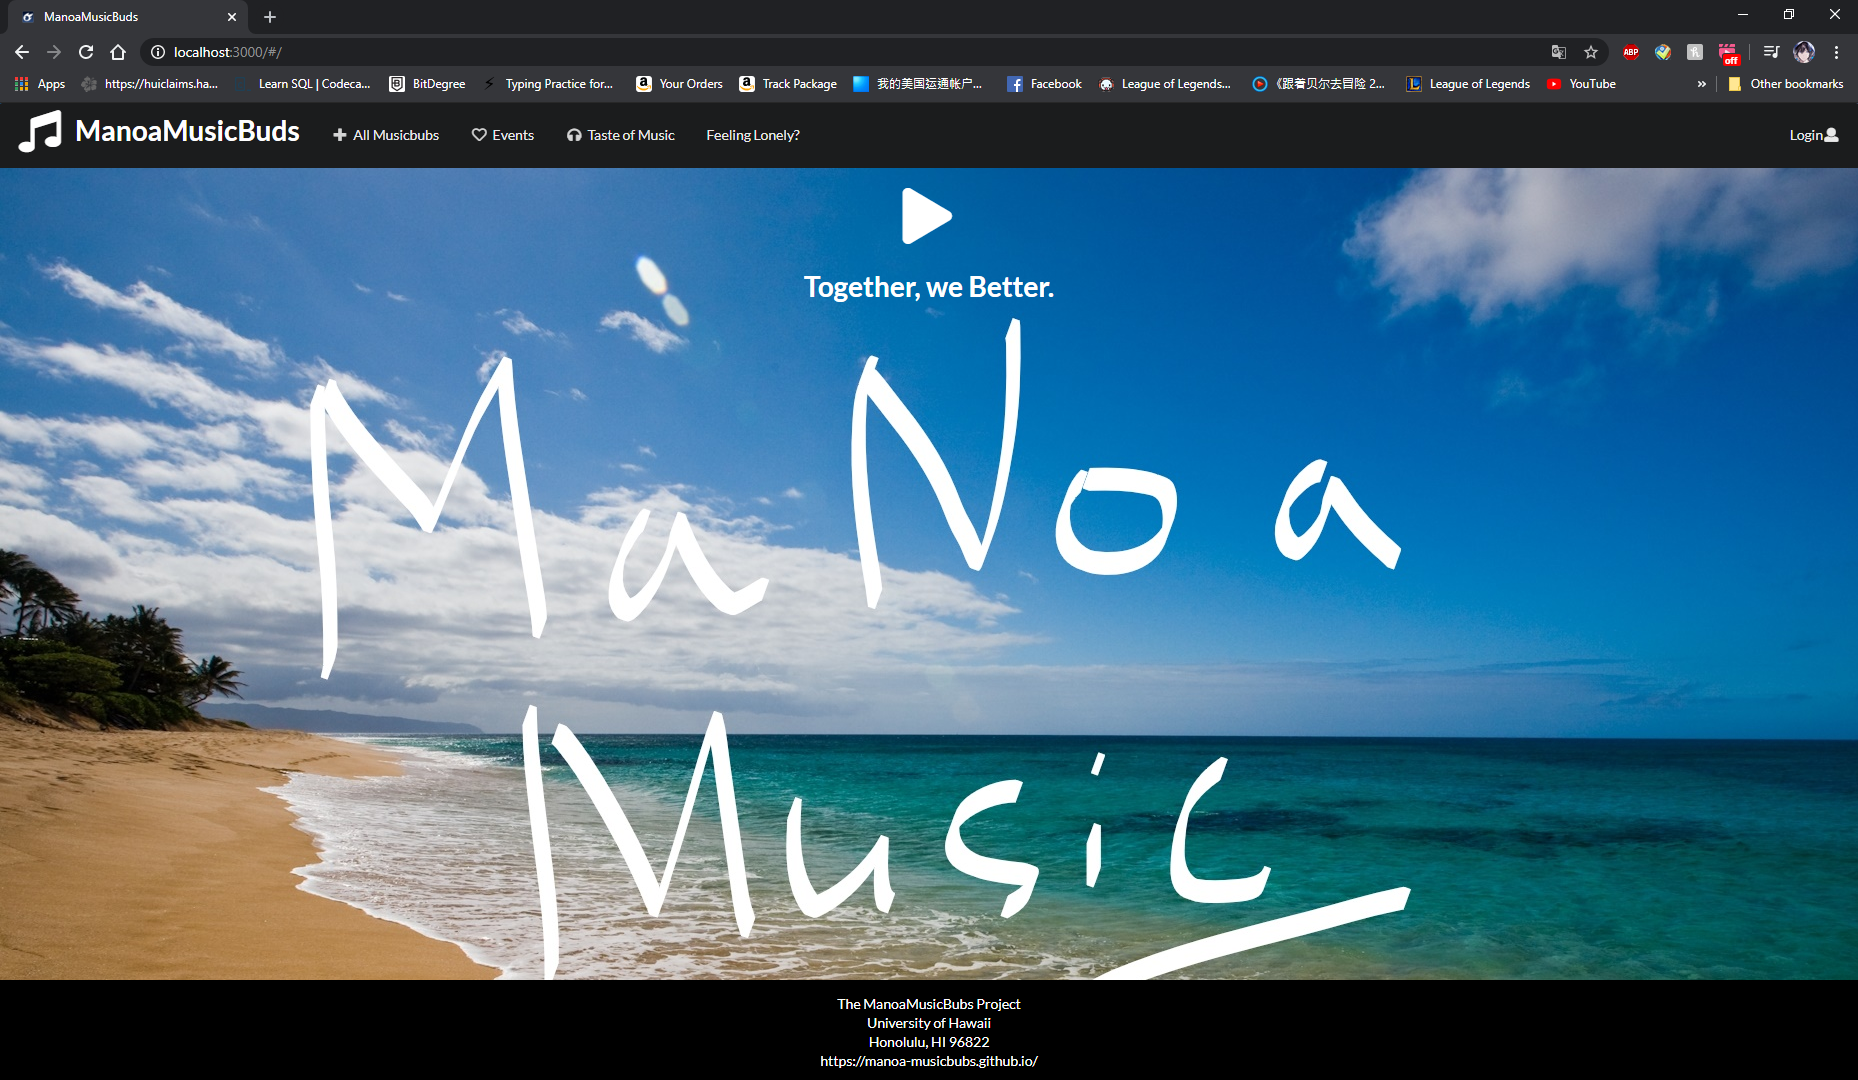 ManoaMusicBuds
localhost:3000/#/
ABP
off
Apps https://huiclaims.ha... Learn SQL | Codeca... BitDegree Typing Practice for... Your Orders Track Package 我的美国运通帐户... Facebook League of Legends... 《跟着贝尔去冒险 2... League of Legends YouTube » Other bookmarks
ManoaMusicBuds All Musicbubs Events Taste of Music Feeling Lonely? Login
Together, we Better.
MaNoa
Music
The ManoaMusicBubs Project
University of Hawaii
Honolulu, HI 96822
https://manoa-musicbubs.github.io/